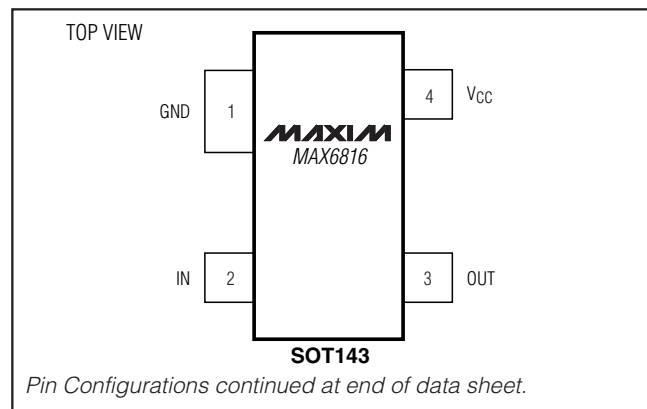 TOP VIEW
GND 1
4 VCC
MAXIM
MAX6816
IN 2
3 OUT
SOT143
Pin Configurations continued at end of data sheet.